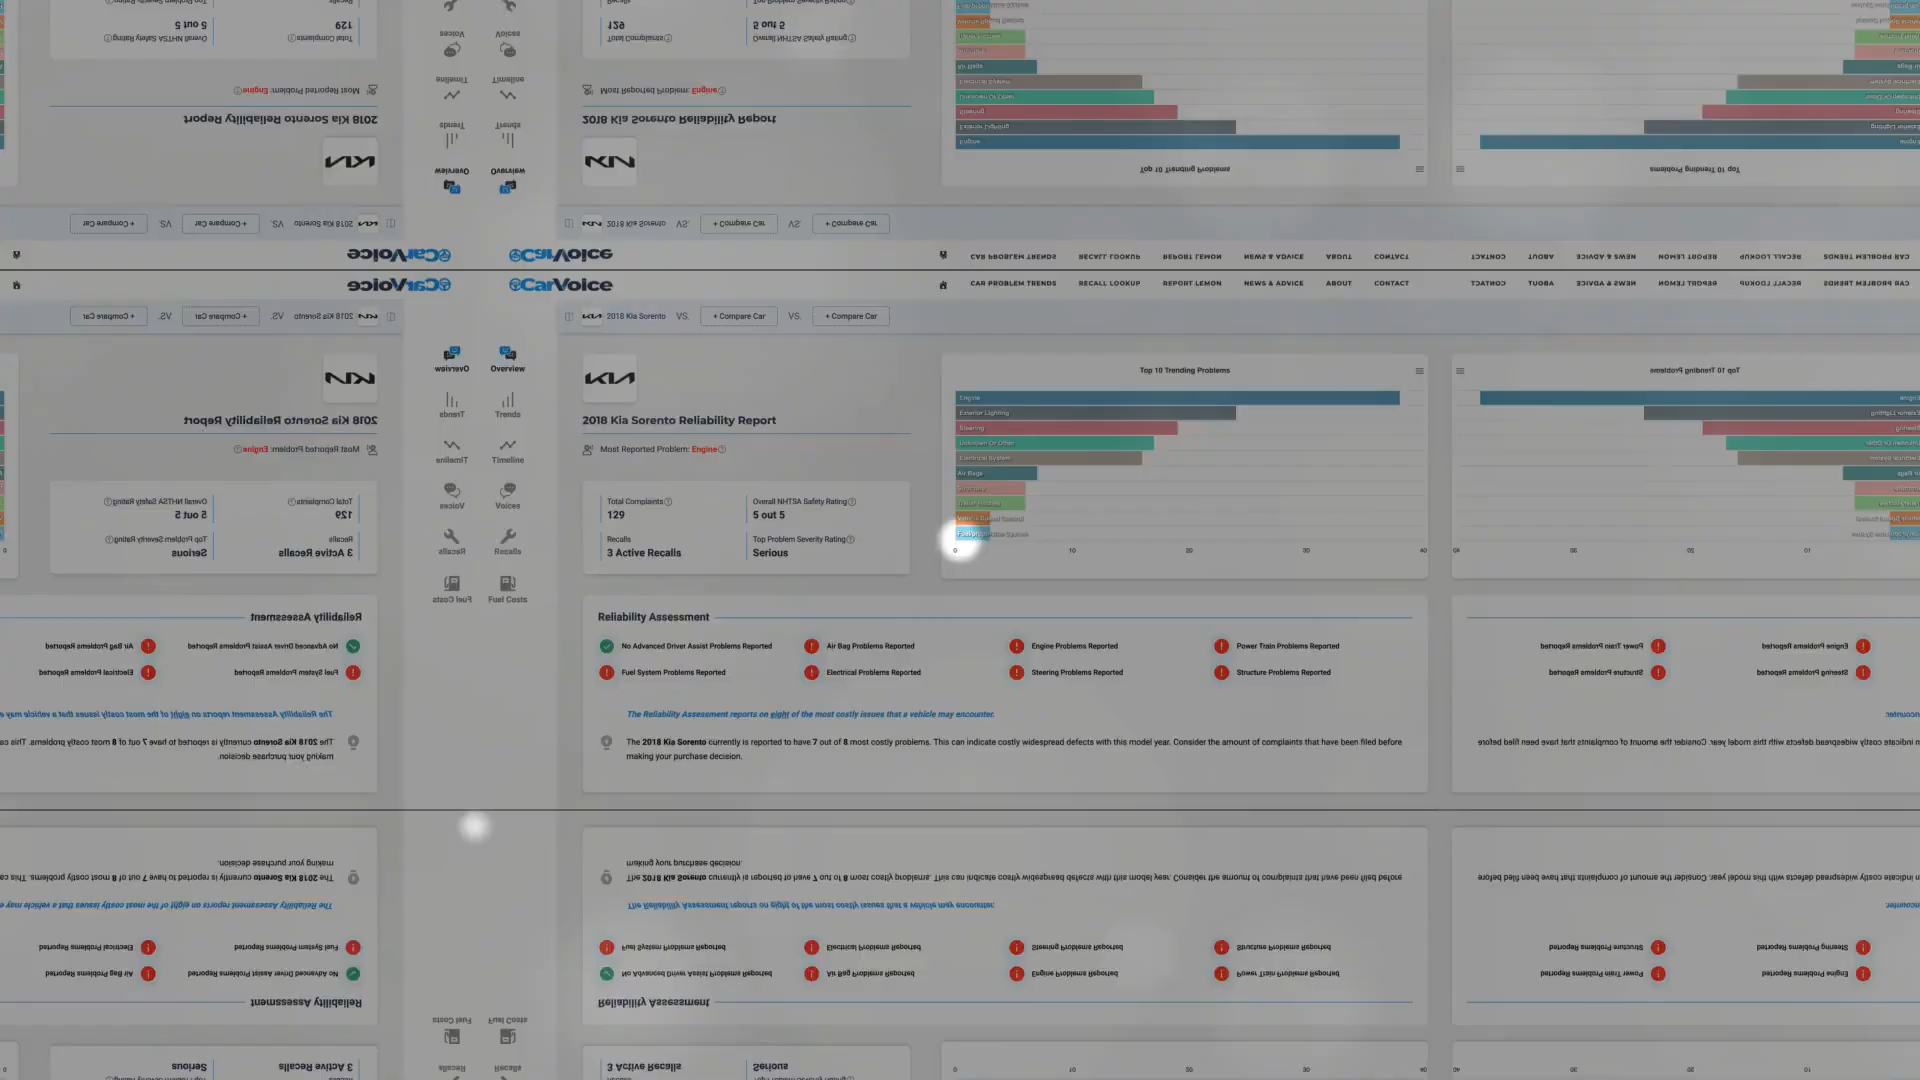 CarVoice
CAR PROBLEM TRENDS RECALL LOOKUP REPORT LEMON NEWS & ADVICE ABOUT CONTACT
2018 Kia Sorento VS. + Compare Car VS. + Compare Car
Overview
Trends
Timeline
Voices
Recalls
Fuel Costs
KIA
2018 Kia Sorento Reliability Report
Most Reported Problem: Engine
Total Complaints
129
Overall NHTSA Safety Rating
5 out 5
Recalls
3 Active Recalls
Top Problem Severity Rating
Serious
Top 10 Trending Problems
Engine
Exterior Lighting
Steering
Unknown Or Other
Electrical System
Air Bags
Structure
0 10 20 30 40
Reliability Assessment
No Advanced Driver Assist Problems Reported
Air Bag Problems Reported
Engine Problems Reported
Power Train Problems Reported
Fuel System Problems Reported
Electrical Problems Reported
Steering Problems Reported
Structure Problems Reported
The Reliability Assessment reports on eight of the most costly issues that a vehicle may encounter.
The 2018 Kia Sorento currently is reported to have 7 out of 8 most costly problems. This can indicate costly widespread defects with this model year. Consider the amount of complaints that have been filed before
making your purchase decision.